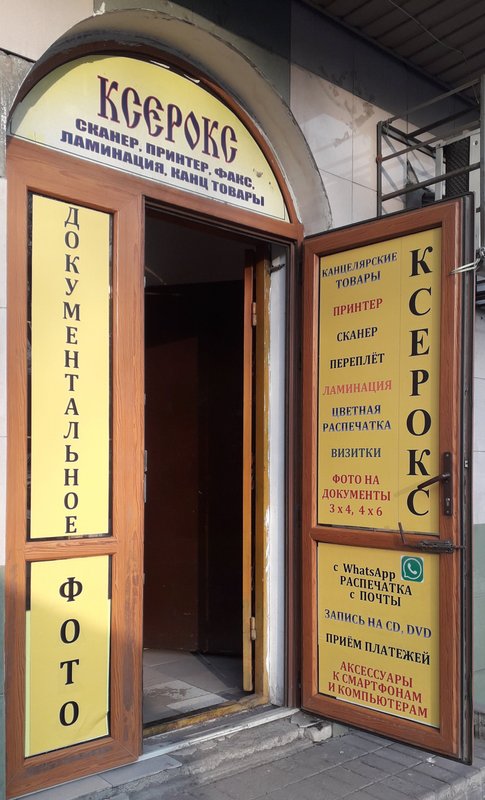 КСЕРОКС
СКАНЕР, ПРИНТЕР, ФАКС,
ЛАМИНАЦИЯ, КАНЦ ТОВАРЫ
ДОКУМЕНТАЛЬНОЕ
ФОТО
КАНЦЕЛЯРСКИЕ
ТОВАРЫ
ПРИНТЕР
СКАНЕР
ПЕРЕПЛЁТ
ЛАМИНАЦИЯ
ЦВЕТНАЯ
РАСПЕЧАТКА
ВИЗИТКИ
ФОТО НА
ДОКУМЕНТЫ
3 х 4, 4 х 6
КСЕРОКС
с WhatsApp
РАСПЕЧАТКА
с ПОЧТЫ
ЗАПИСЬ НА CD, DVD
ПРИЁМ ПЛАТЕЖЕЙ
АКСЕССУАРЫ
К СМАРТФОНАМ
И КОМПЬЮТЕРАМ